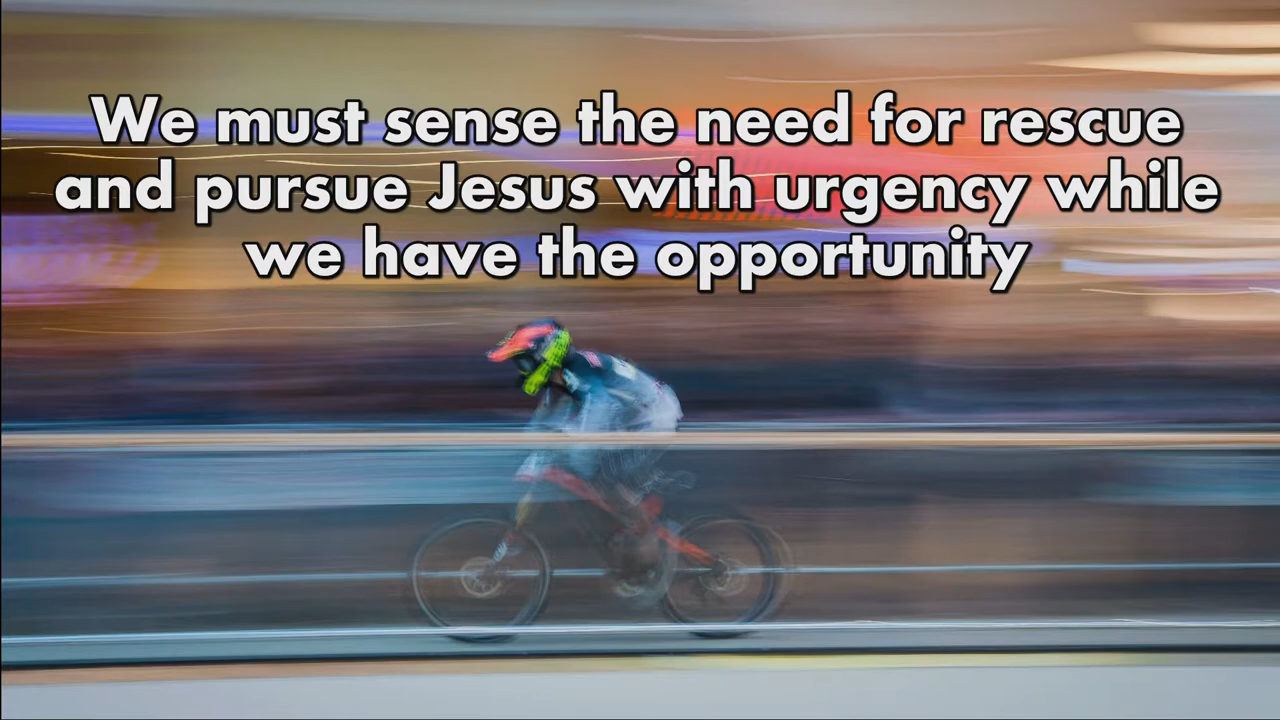 We must sense the need for rescue
and pursue Jesus with urgency while
we have the opportunity